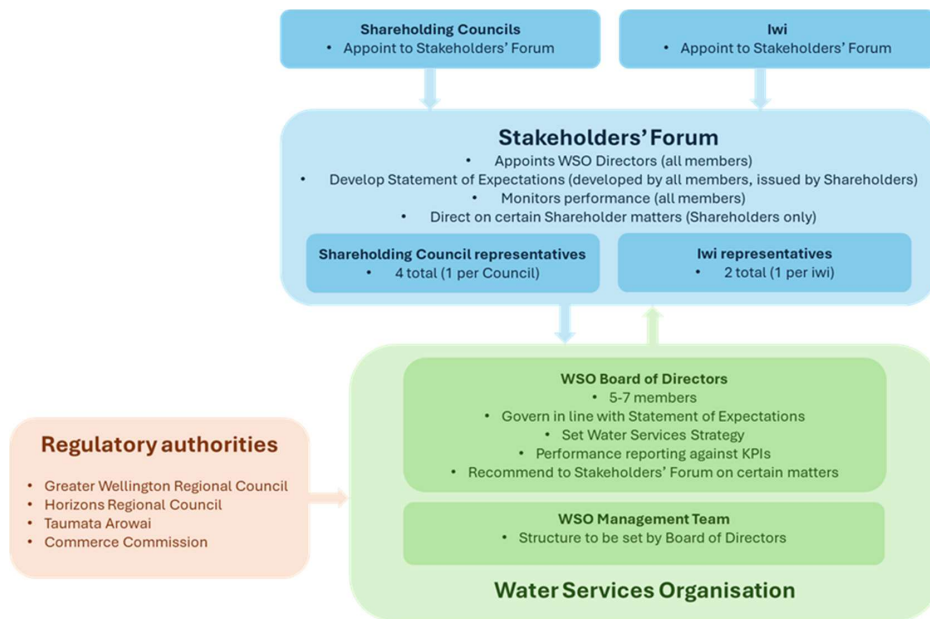 Shareholding Councils
• Appoint to Stakeholders' Forum
Iwi
• Appoint to Stakeholders' Forum
Stakeholders' Forum
• Appoints WSO Directors (all members)
• Develop Statement of Expectations (developed by all members, issued by Shareholders)
• Monitors performance (all members)
• Direct on certain Shareholder matters (Shareholders only)
Shareholding Council representatives
• 4 total (1 per Council)
Iwi representatives
• 2 total (1 per iwi)
WSO Board of Directors
• 5-7 members
• Govern in line with Statement of Expectations
• Set Water Services Strategy
• Performance reporting against KPIs
• Recommend to Stakeholders' Forum on certain matters
WSO Management Team
• Structure to be set by Board of Directors
Water Services Organisation
Regulatory authorities
• Greater Wellington Regional Council
• Horizons Regional Council
• Taumata Arowai
• Commerce Commission